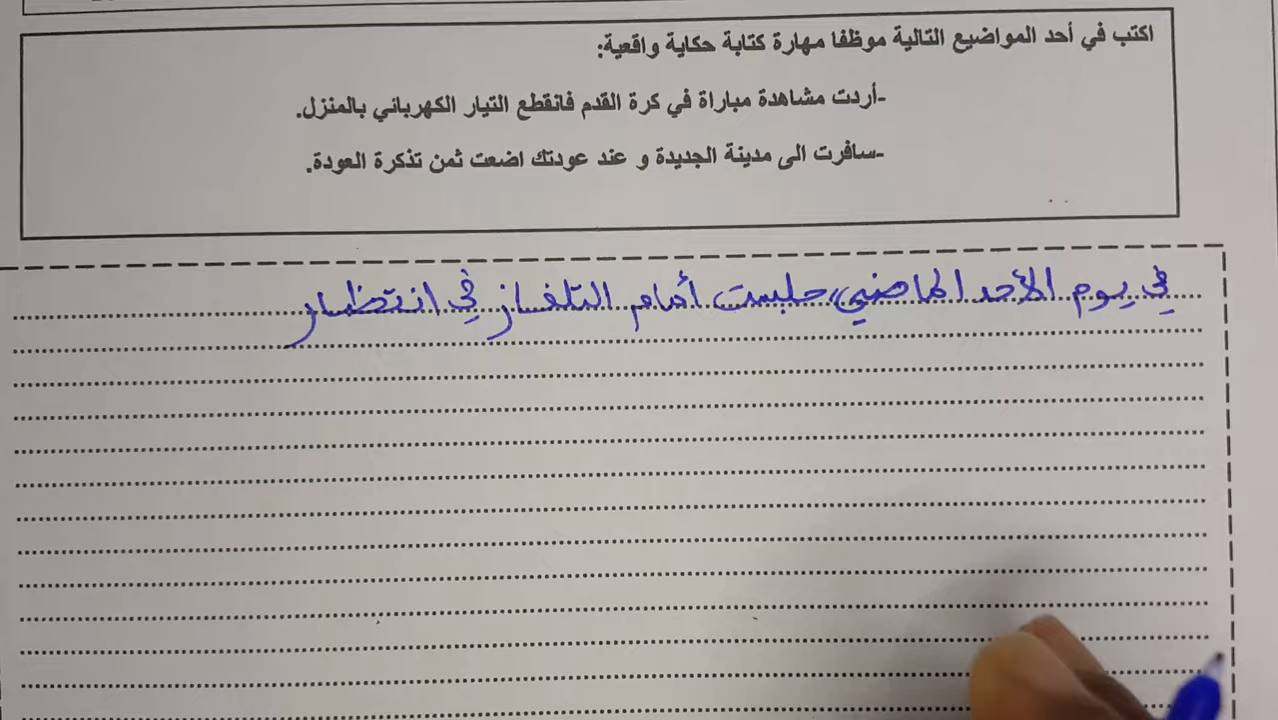 اكتب في أحد المواضيع التالية موظفا مهارة كتابة حكاية واقعية:
-أردت مشاهدة مباراة في كرة القدم فانقطع التيار الكهربائي بالمنزل.
-سافرت الى مدينة الجديدة و عند عودتك اضعت ثمن تذكرة العودة.
في يوم الأحد الماضي، جلست أمام التلفاز في انتظار